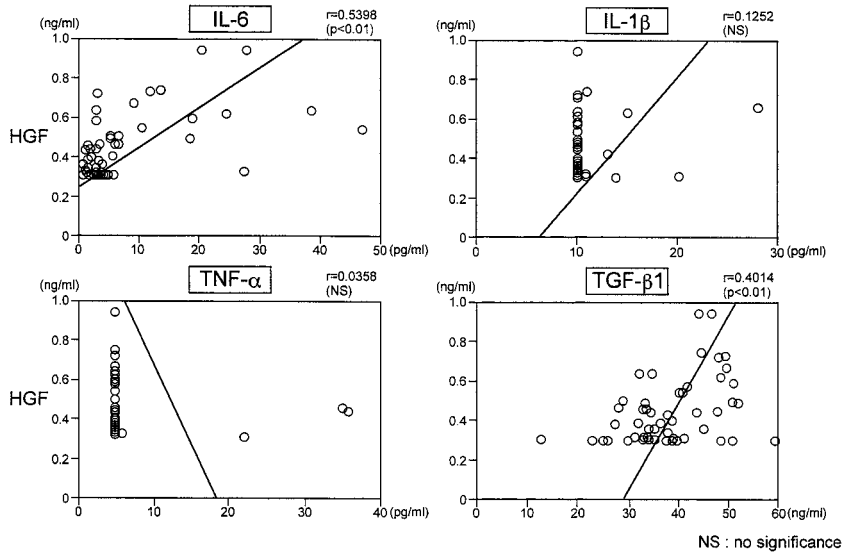 IL-6
r=0.5398
(p<0.01)
(ng/ml)
1.0
0.8
0.6
HGF
0.4
0.2
0
0 10 20 30 40 50 (pg/ml)
IL-1β
r=0.1252
(NS)
(ng/ml)
1.0
0.8
0.6
0.4
0.2
0
0 10 20 30 (pg/ml)
TNF-α
r=0.0358
(NS)
(ng/ml)
1.0
0.8
0.6
HGF
0.4
0.2
0
0 10 20 30 40 (pg/ml)
TGF-β1
r=0.4014
(p<0.01)
(ng/ml)
1.0
0.8
0.6
0.4
0.2
0
0 10 20 30 40 50 60 (ng/ml)
NS : no significance